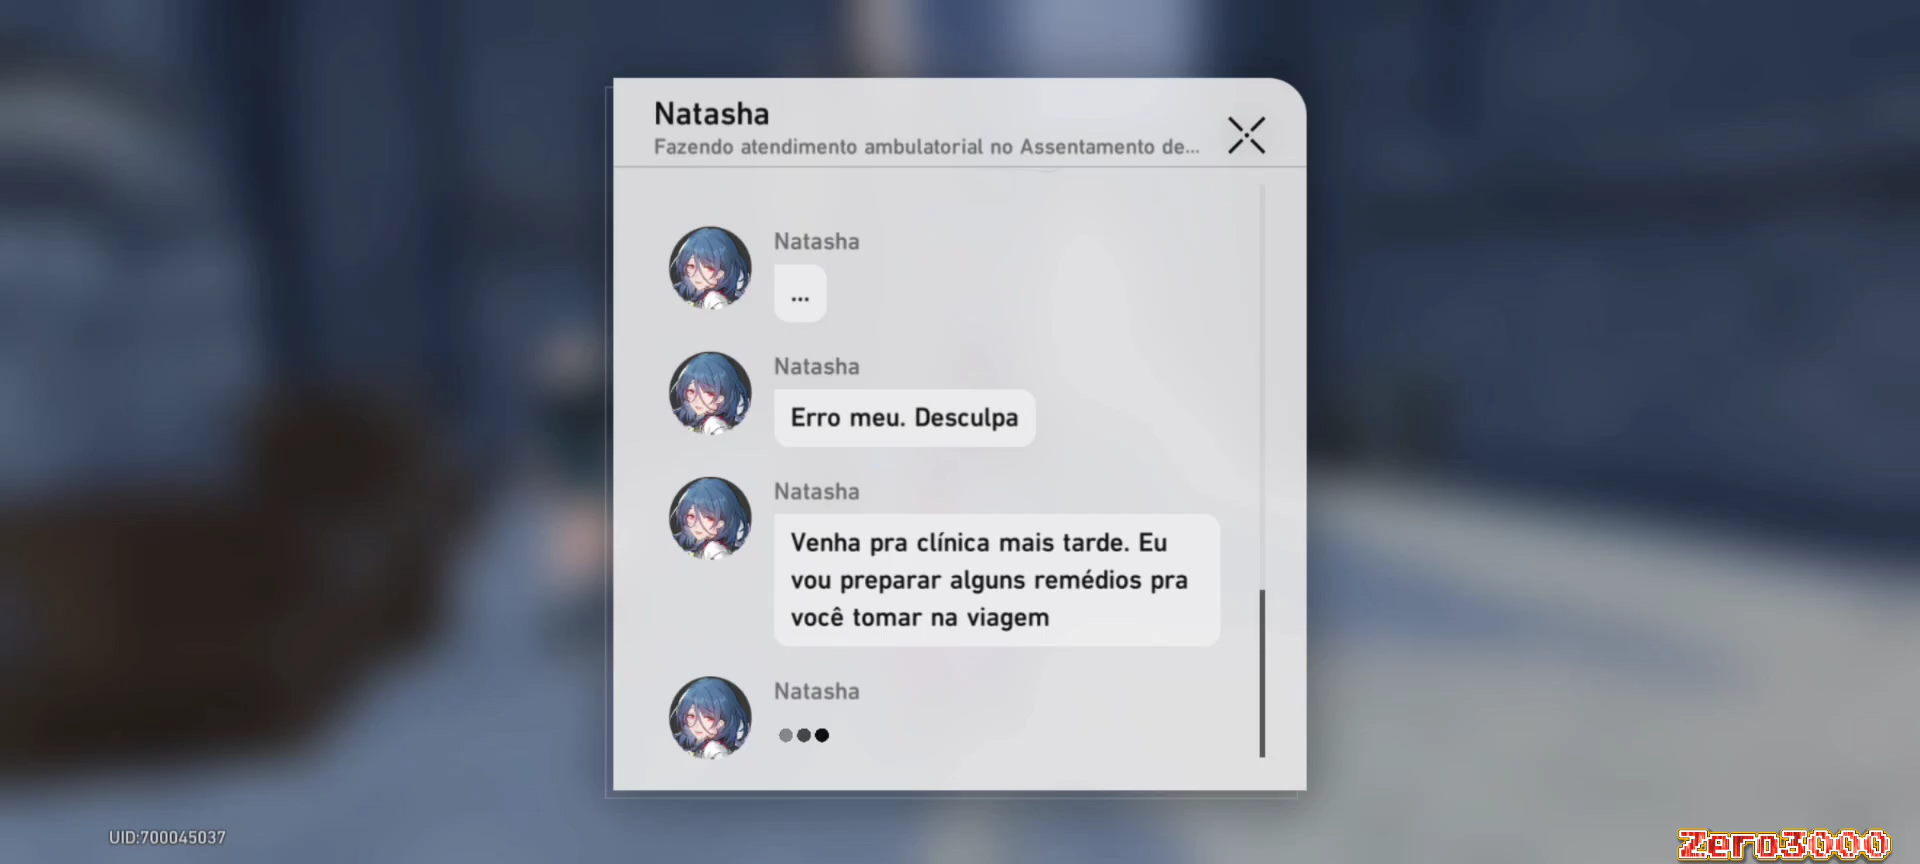 Natasha
Fazendo atendimento ambulatorial no Assentamento de...
Natasha
...
Natasha
Erro meu. Desculpa
Natasha
Venha pra clínica mais tarde. Eu
vou preparar alguns remédios pra
você tomar na viagem
Natasha
UID:700045037
Zero3000